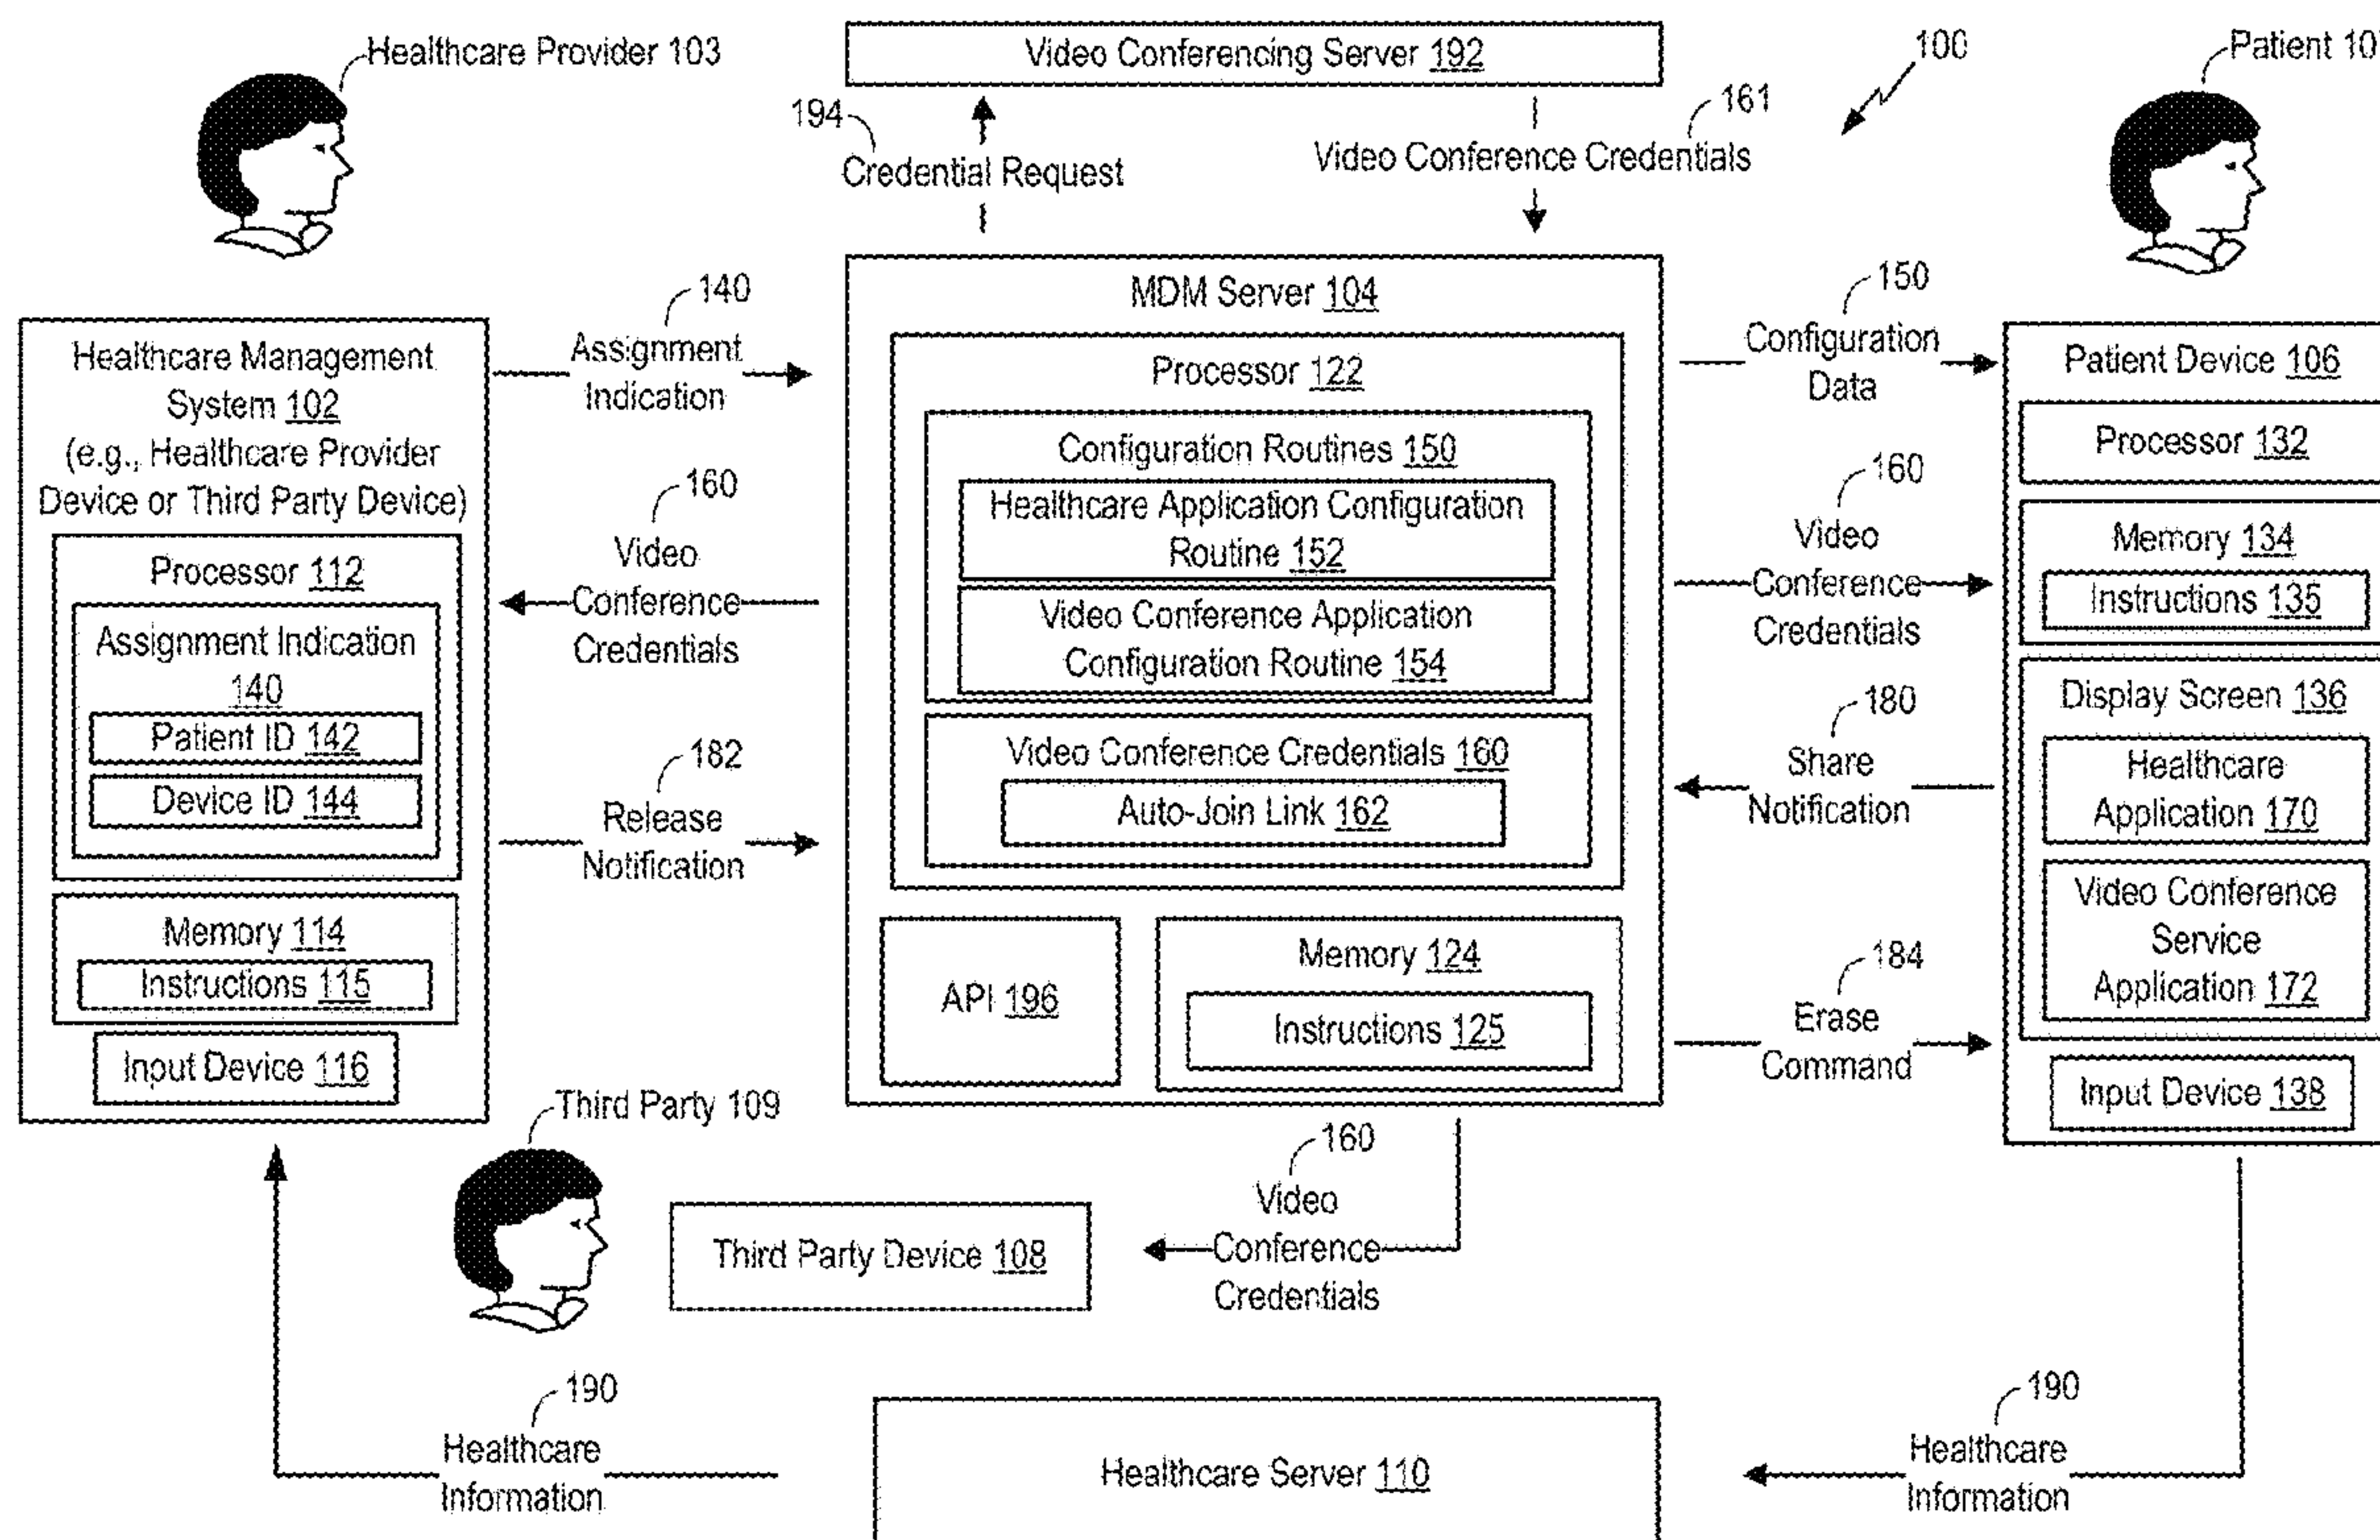 Healthcare Provider 103
Video Conferencing Server 192
100
Patient 10
194
Credential Request
161
Video Conference Credentials
Healthcare Management
System 102
(e.g., Healthcare Provider
Device or Third Party Device)
Processor 112
Assignment Indication
140
Patient ID 142
Device ID 144
Memory 114
Instructions 115
Input Device 116
140
Assignment
Indication
160
Video
Conference
Credentials
182
Release
Notification
MDM Server 104
Processor 122
Configuration Routines 150
Healthcare Application Configuration
Routine 152
Video Conference Application
Configuration Routine 154
Video Conference Credentials 160
Auto-Join Link 162
API 196
Memory 124
Instructions 125
150
Configuration
Data
160
Video
Conference
Credentials
180
Share
Notification
184
Erase
Command
Patient Device 106
Processor 132
Memory 134
Instructions 135
Display Screen 136
Healthcare
Application 170
Video Conference
Service
Application 172
Input Device 138
Third Party 109
Third Party Device 108
160
Video
Conference
Credentials
190
Healthcare
Information
Healthcare Server 110
190
Healthcare
Information